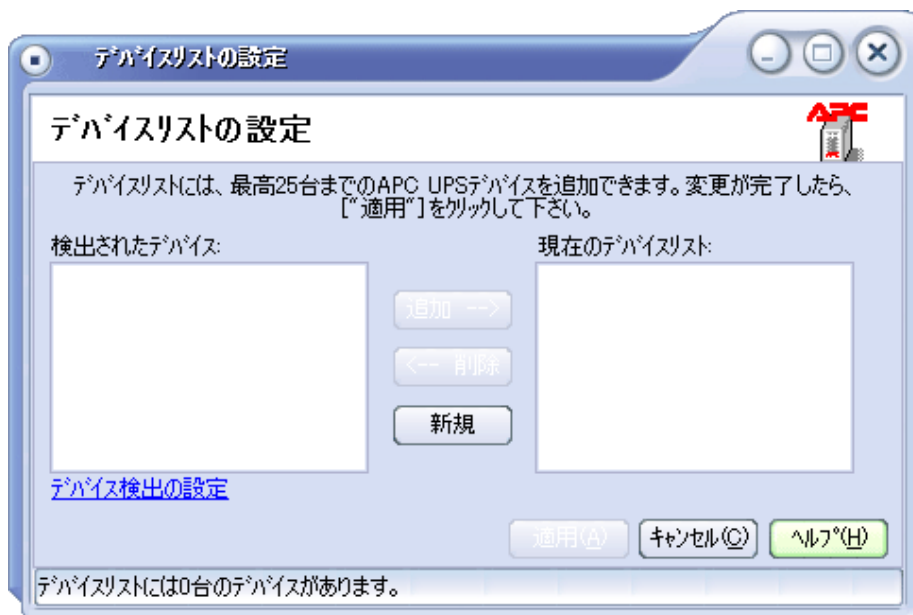 デバイスリストの設定
デバイスリストの設定
APC
デバイスリストには、最高25台までのAPC UPSデバイスを追加できます。変更が完了したら、
["適用"]をクリックして下さい。
検出されたデバイス:
現在のデバイスリスト:
追加 -->
<-- 削除
新規
デバイス検出の設定
適用(A)
キャンセル(C)
ヘルプ(H)
デバイスリストには0台のデバイスがあります。